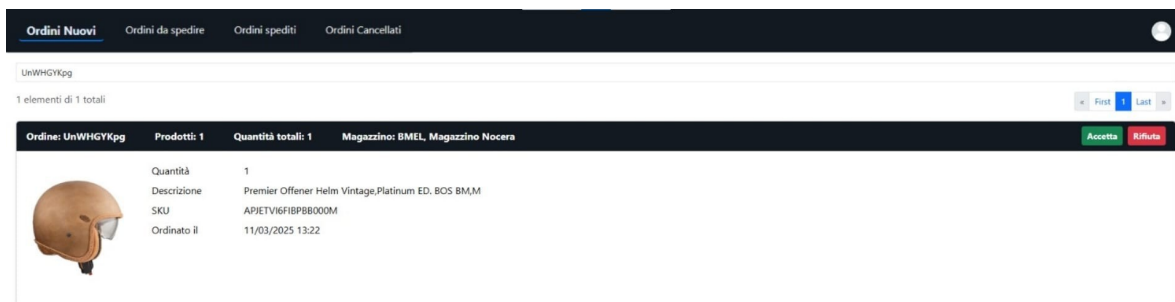 Ordini Nuovi Ordini da spedire Ordini spediti Ordini Cancellati
UnWHGYKpg
1 elementi di 1 totali
« First 1 Last »
Ordine: UnWHGYKpg Prodotti: 1 Quantità totali: 1 Magazzino: BMEL, Magazzino Nocera Accetta Rifiuta
Quantità 1
Descrizione Premier Offener Helm Vintage,Platinum ED. BOS BM,M
SKU APJETVI6FIBPBB000M
Ordinato il 11/03/2025 13:22